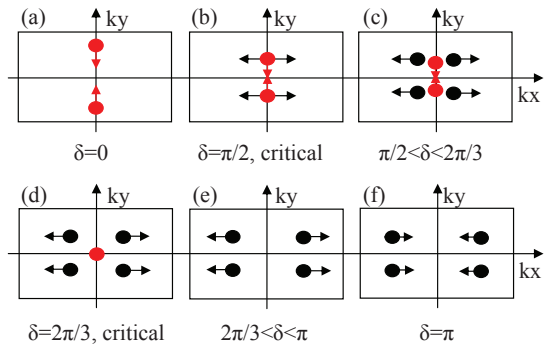 (a) ky (b) ky (c) ky
kx
δ=0 δ=π/2, critical π/2<δ<2π/3
(d) ky (e) ky (f) ky
kx
δ=2π/3, critical 2π/3<δ<π δ=π